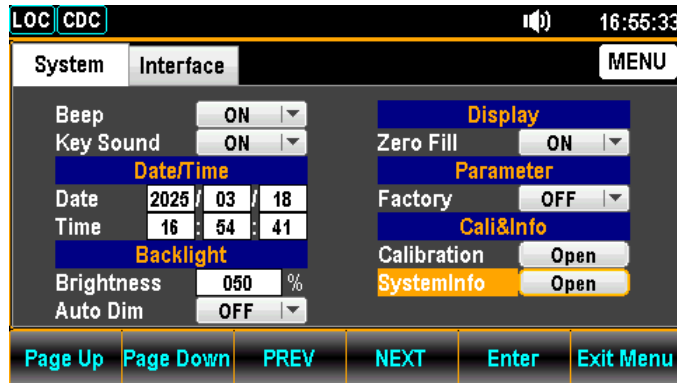 LOC CDC 16:55:33
System Interface MENU
Beep ON
Key Sound ON
Date/Time
Date 2025 / 03 / 18
Time 16 : 54 : 41
Backlight
Brightness 050 %
Auto Dim OFF
Display
Zero Fill ON
Parameter
Factory OFF
Cali&Info
Calibration Open
SystemInfo Open
Page Up Page Down PREV NEXT Enter Exit Menu